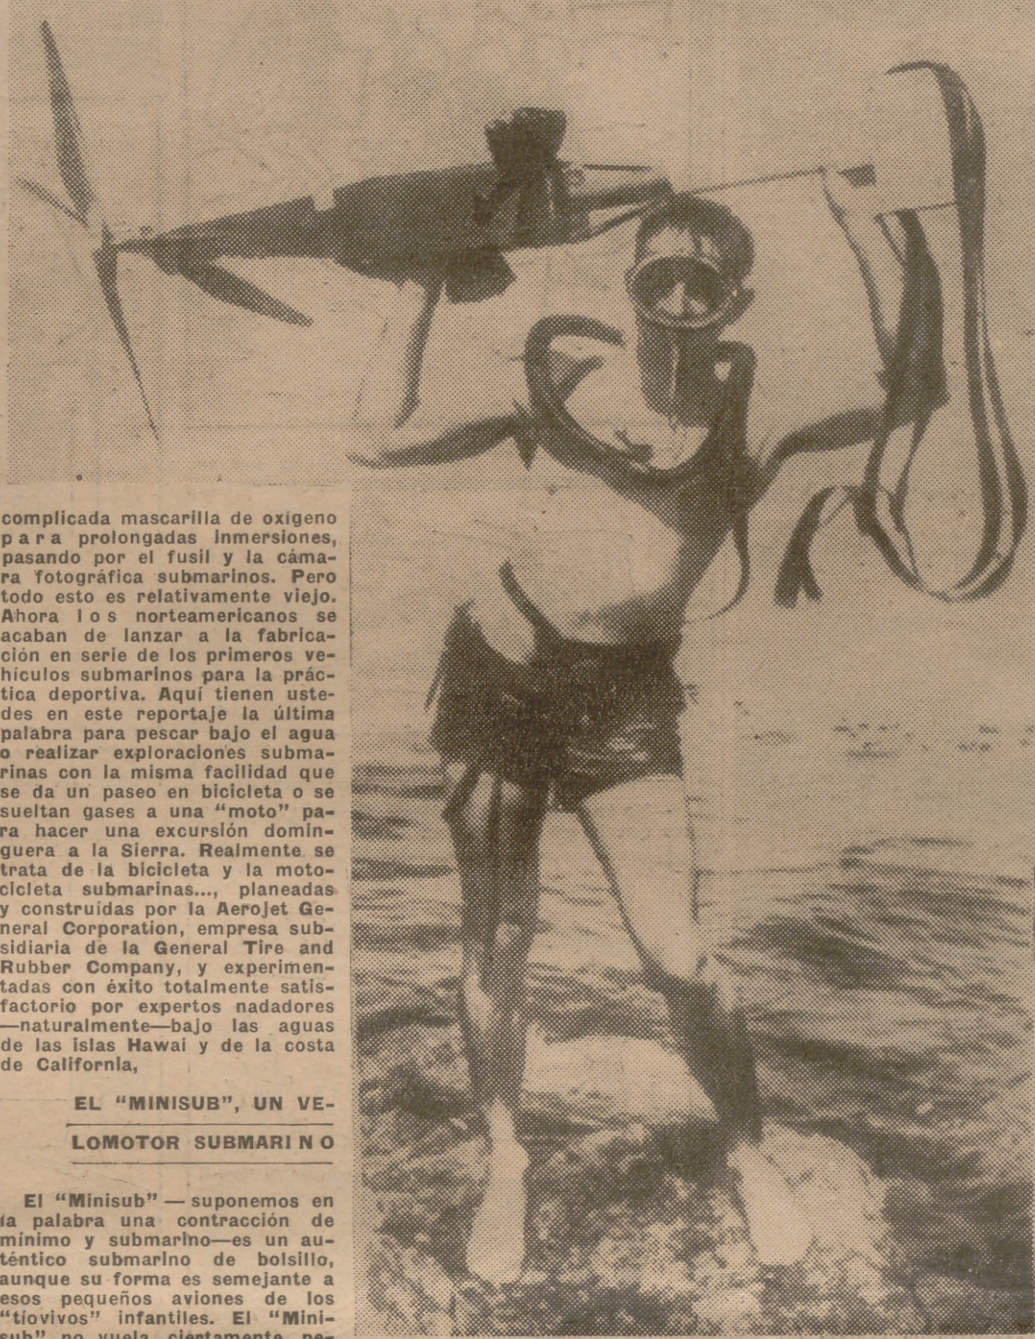 complicada mascarilla de oxígeno
para prolongadas inmersiones,
pasando por el fusil y la cáma-
ra fotográfica submarinos. Pero
todo esto es relativamente viejo.
Ahora los norteamericanos se
acaban de lanzar a la fabrica-
ción en serie de los primeros ve-
hículos submarinos para la prác-
tica deportiva. Aquí tienen uste-
des en este reportaje la última
palabra para pescar bajo el agua
o realizar exploraciones subma-
rinas con la misma facilidad que
se da un paseo en bicicleta o se
sueltan gases a una “moto” pa-
ra hacer una excursión domin-
guera a la Sierra. Realmente se
trata de la bicicleta y la moto-
cicleta submarinas..., planeadas
y construídas por la AeroJet Ge-
neral Corporation, empresa sub-
sidiaria de la General Tire and
Rubber Company, y experimen-
tadas con éxito totalmente satis-
factorio por expertos nadadores
—naturalmente—bajo las aguas
de las islas Hawai y de la costa
de California,
EL “MINISUB”, UN VE-
LOMOTOR SUBMARINO
El “Minisub” — suponemos en
la palabra una contracción de
mínimo y submarino—es un au-
téntico submarino de bolsillo,
aunque su forma es semejante a
esos pequeños aviones de los
“tiovivos” infantiles. El “Mini-
sub” no vuela ciertamente pe-